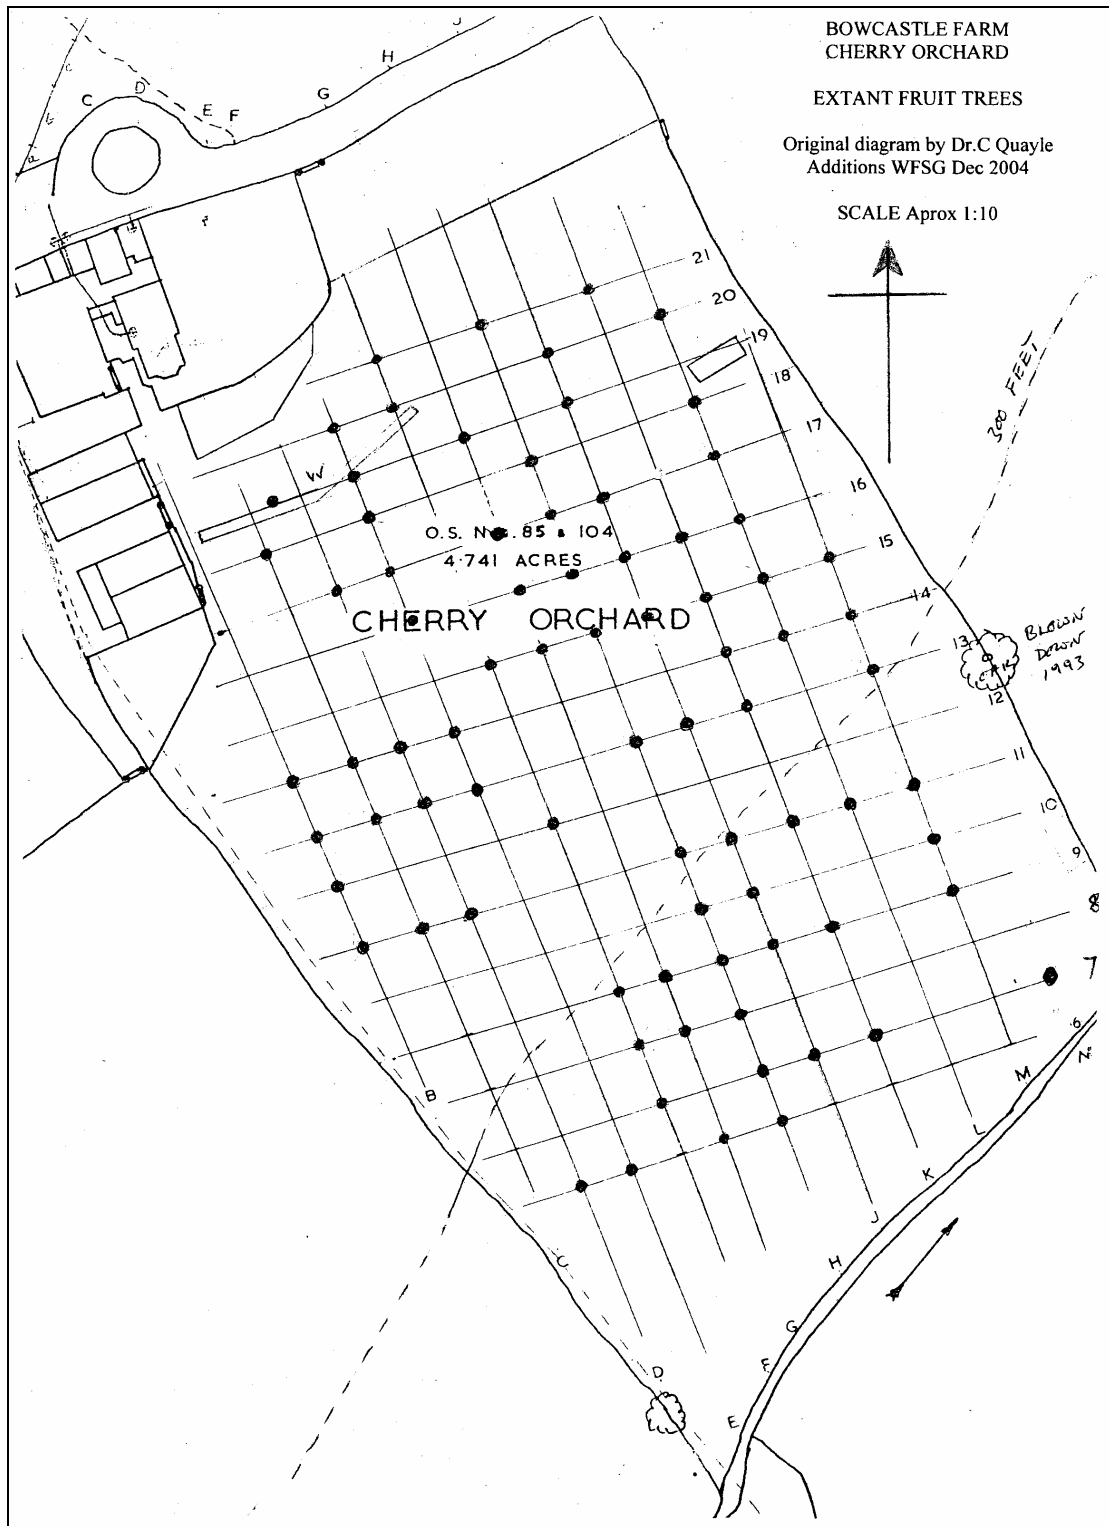 BOWCASTLE FARM
CHERRY ORCHARD
EXTANT FRUIT TREES
Original diagram by Dr.C Quayle
Additions WFSG Dec 2004
SCALE Aprox 1:10
J
H
G
F
E
D
C
21
20
19
18
17
16
15
14
13
12
11
10
9
8
7
6
300 FEET
BLOWN
DOWN
1993
W
85 & 104
4·741 ACRES
CHERRY ORCHARD
B
C
D
E
F
G
H
J
K
L
M
N